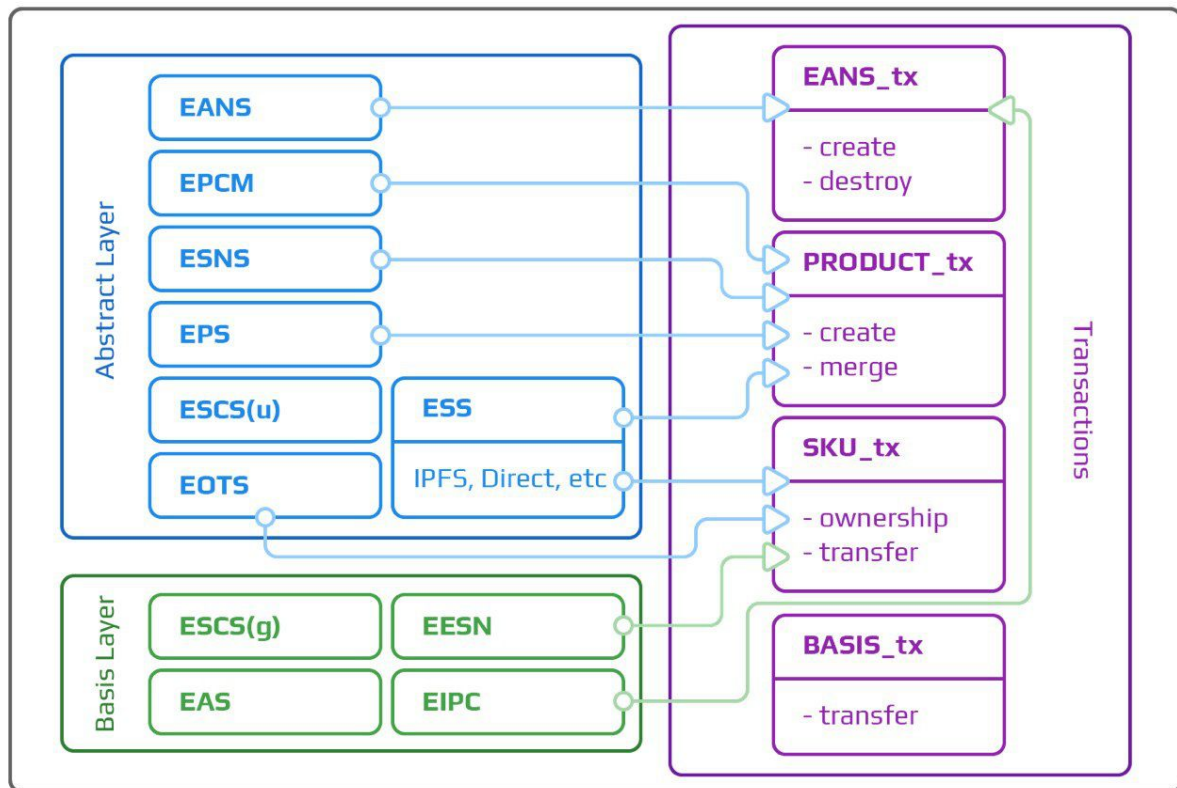 Abstract Layer
EANS
EPCM
ESNS
EPS
ESCS(u)
EOTS
ESS
IPFS, Direct, etc
Basis Layer
ESCS(g)
EESN
EAS
EIPC
Transactions
EANS_tx
- create
- destroy
PRODUCT_tx
- create
- merge
SKU_tx
- ownership
- transfer
BASIS_tx
- transfer